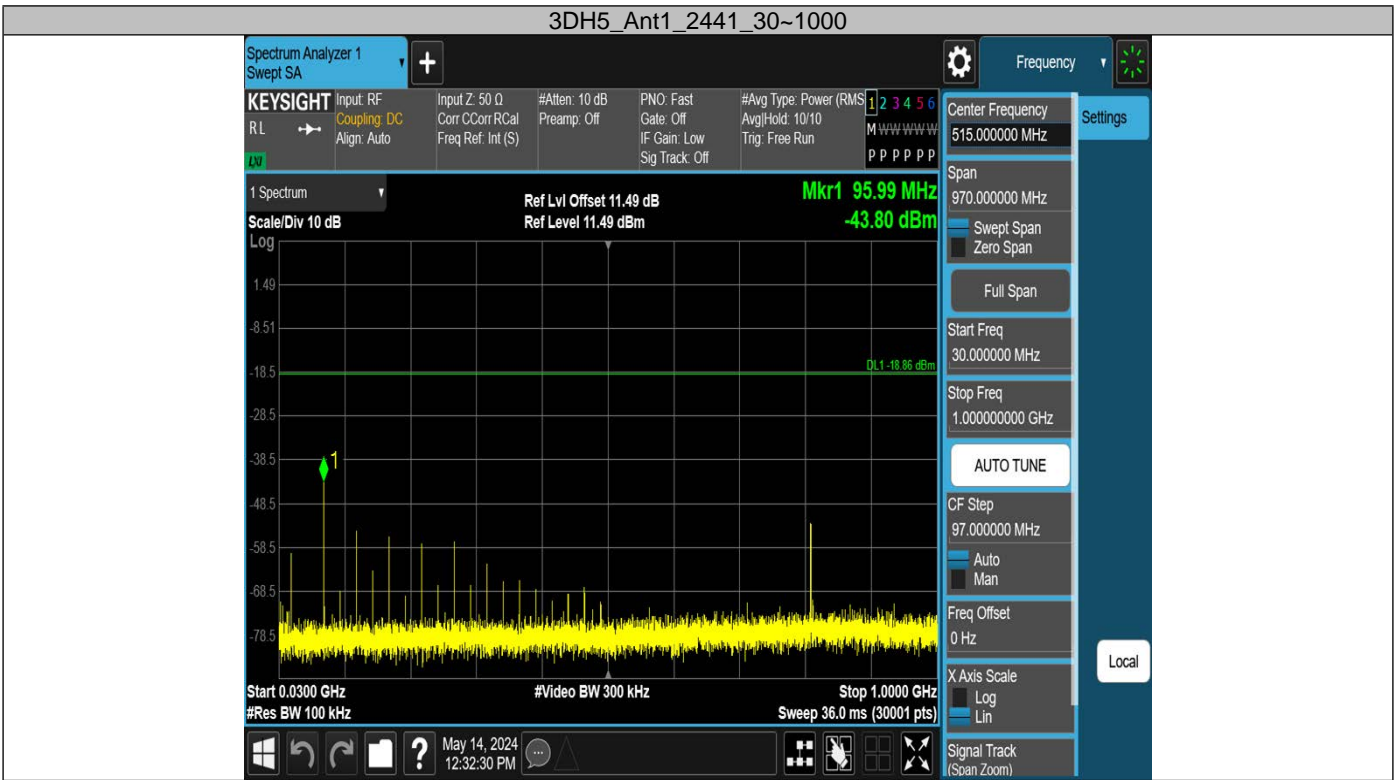 3DH5_Ant1_2441_30~1000
Spectrum Analyzer 1
Swept SA
+
Frequency
KEYSIGHT
RL
LXI
Input: RF
Coupling: DC
Align: Auto
Input Z: 50 Ω
Corr CCorr RCal
Freq Ref: Int (S)
#Atten: 10 dB
Preamp: Off
PNO: Fast
Gate: Off
IF Gain: Low
Sig Track: Off
#Avg Type: Power (RMS
Avg|Hold: 10/10
Trig: Free Run
1 2 3 4 5 6
M W W W W W
P P P P P P
1 Spectrum
Scale/Div 10 dB
Ref Lvl Offset 11.49 dB
Ref Level 11.49 dBm
Mkr1 95.99 MHz
-43.80 dBm
Log
1.49
-8.51
-18.5
-28.5
-38.5
-48.5
-58.5
-68.5
-78.5
DL1 -18.86 dBm
1
Start 0.0300 GHz
#Res BW 100 kHz
#Video BW 300 kHz
Stop 1.0000 GHz
Sweep 36.0 ms (30001 pts)
?
May 14, 2024
12:32:30 PM
Center Frequency
515.000000 MHz
Span
970.000000 MHz
Swept Span
Zero Span
Full Span
Start Freq
30.000000 MHz
Stop Freq
1.000000000 GHz
AUTO TUNE
CF Step
97.000000 MHz
Auto
Man
Freq Offset
0 Hz
X Axis Scale
Log
Lin
Signal Track
(Span Zoom)
Settings
Local